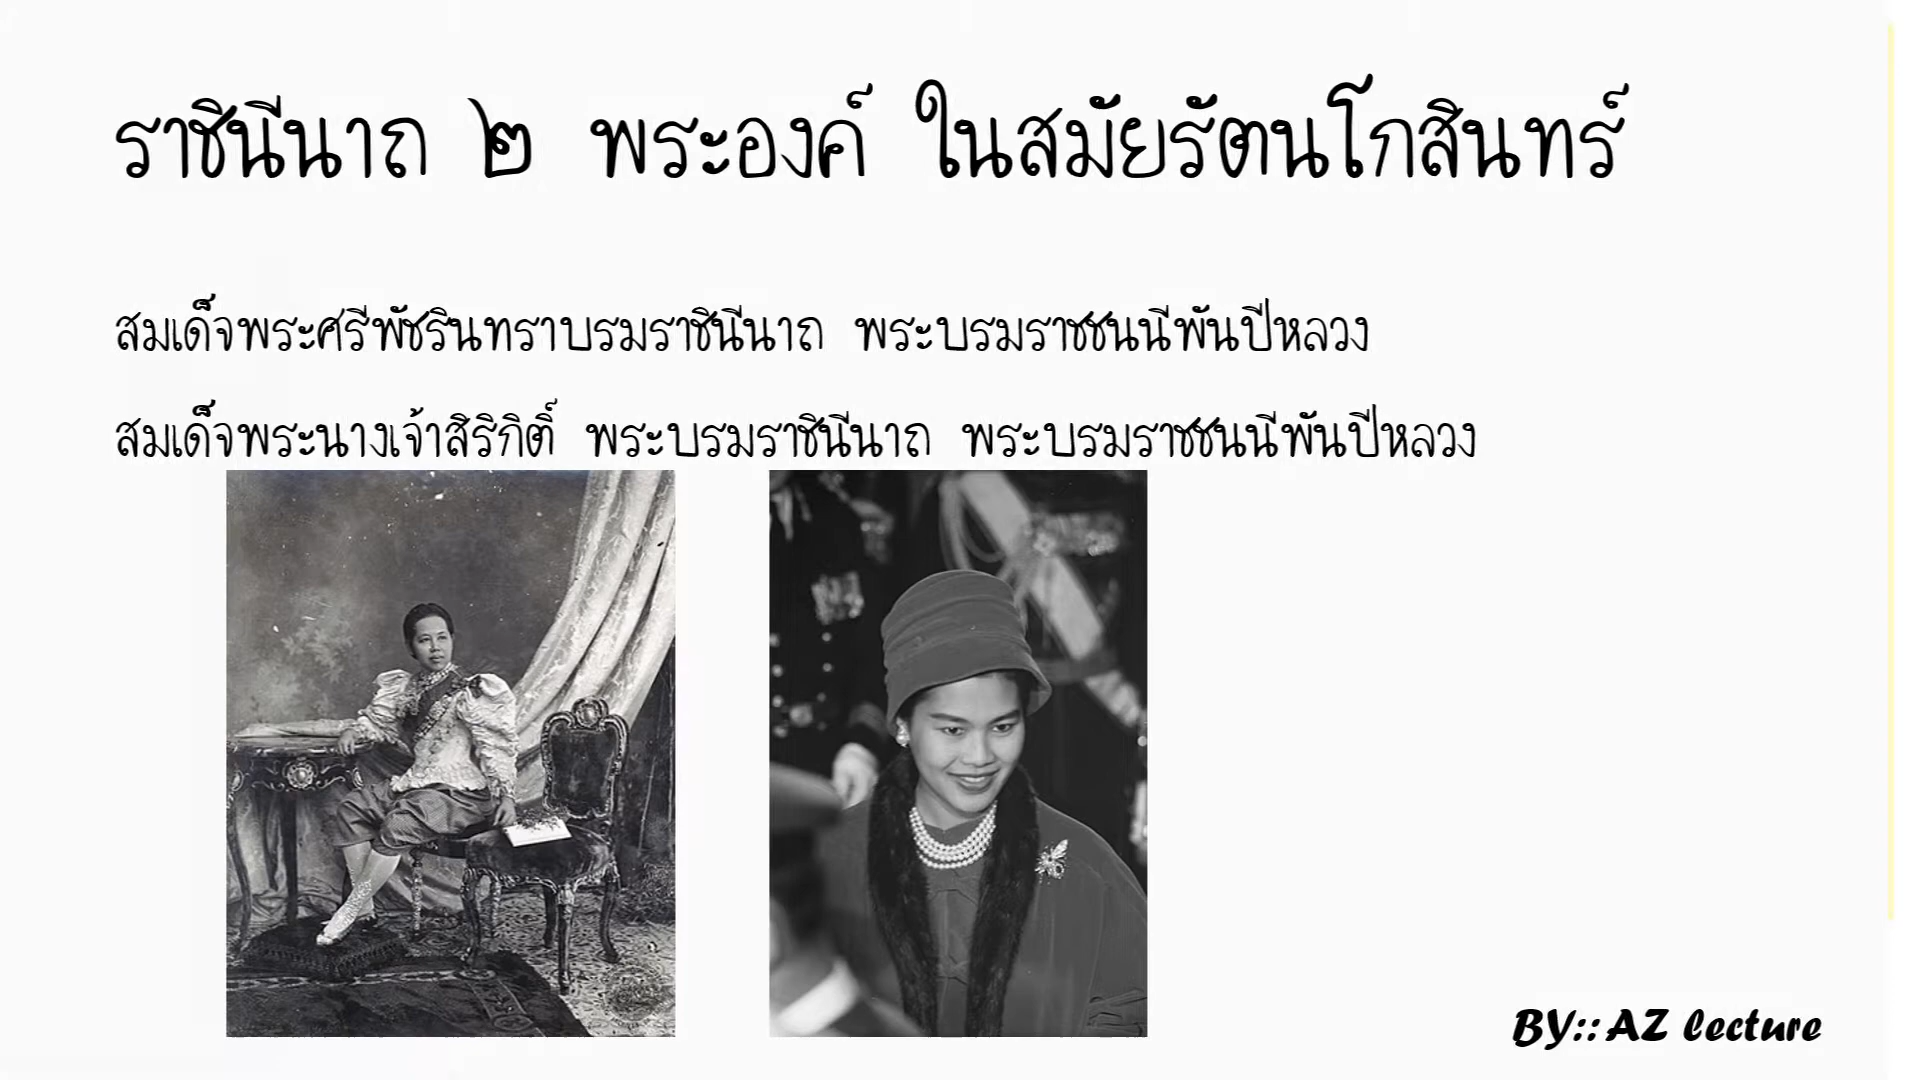 ราชินีนาถ ๒ พระองค์ ในสมัยรัตนโกสินทร์
สมเด็จพระศรีพัชรินทราบรมราชินีนาถ พระบรมราชชนนีพันปีหลวง
สมเด็จพระนางเจ้าสิริกิติ์ พระบรมราชินีนาถ พระบรมราชชนนีพันปีหลวง
BY:: AZ lecture